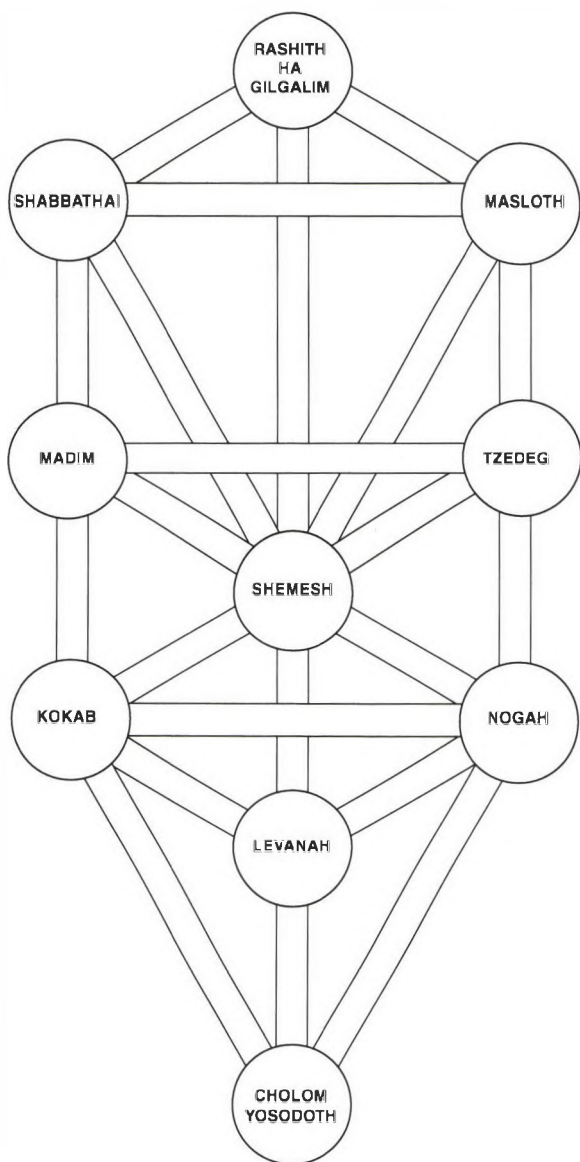 RASHITH
HA
GILGALIM
SHABBATHAI
MASLOTH
MADIM
TZEDEG
SHEMESH
KOKAB
NOGAH
LEVANAH
CHOLOM
YOSODOTH